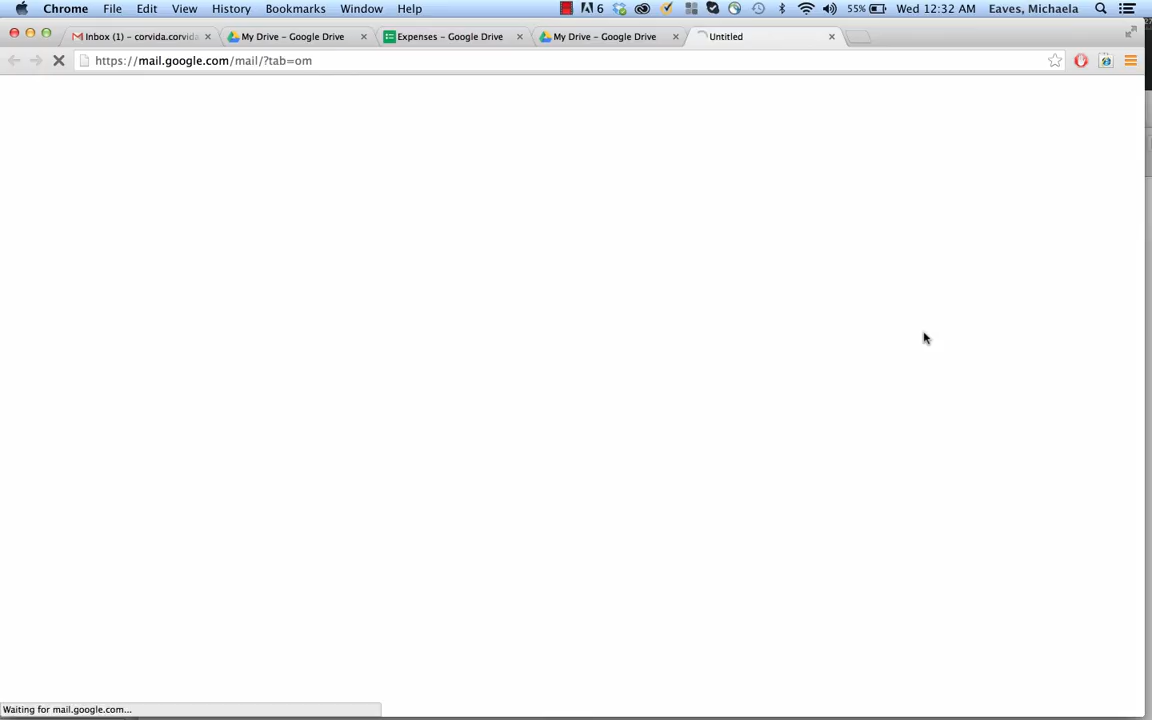 Chrome File Edit View History Bookmarks Window Help 6 55% Wed 12:32 AM Eaves, Michaela
Inbox (1) – corvida.corvida My Drive – Google Drive Expenses – Google Drive My Drive – Google Drive Untitled
https://mail.google.com/mail/?tab=om
Waiting for mail.google.com...